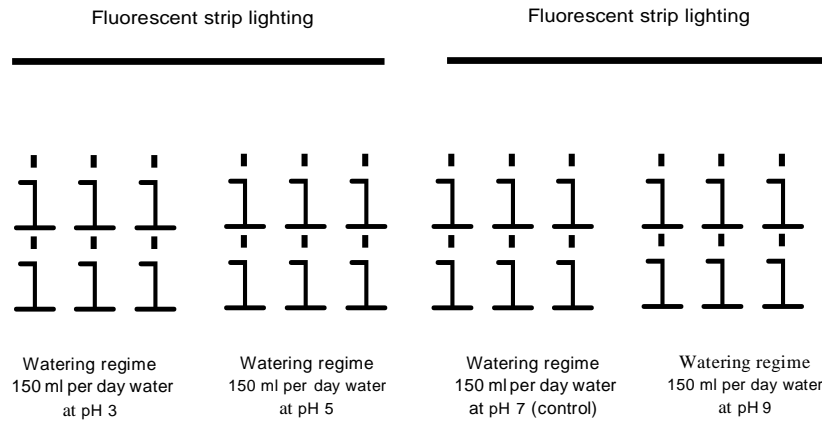 Fluorescent strip lighting
Fluorescent strip lighting
Watering regime
150 ml per day water
at pH 3
Watering regime
150 ml per day water
at pH 5
Watering regime
150 ml per day water
at pH 7 (control)
Watering regime
150 ml per day water
at pH 9